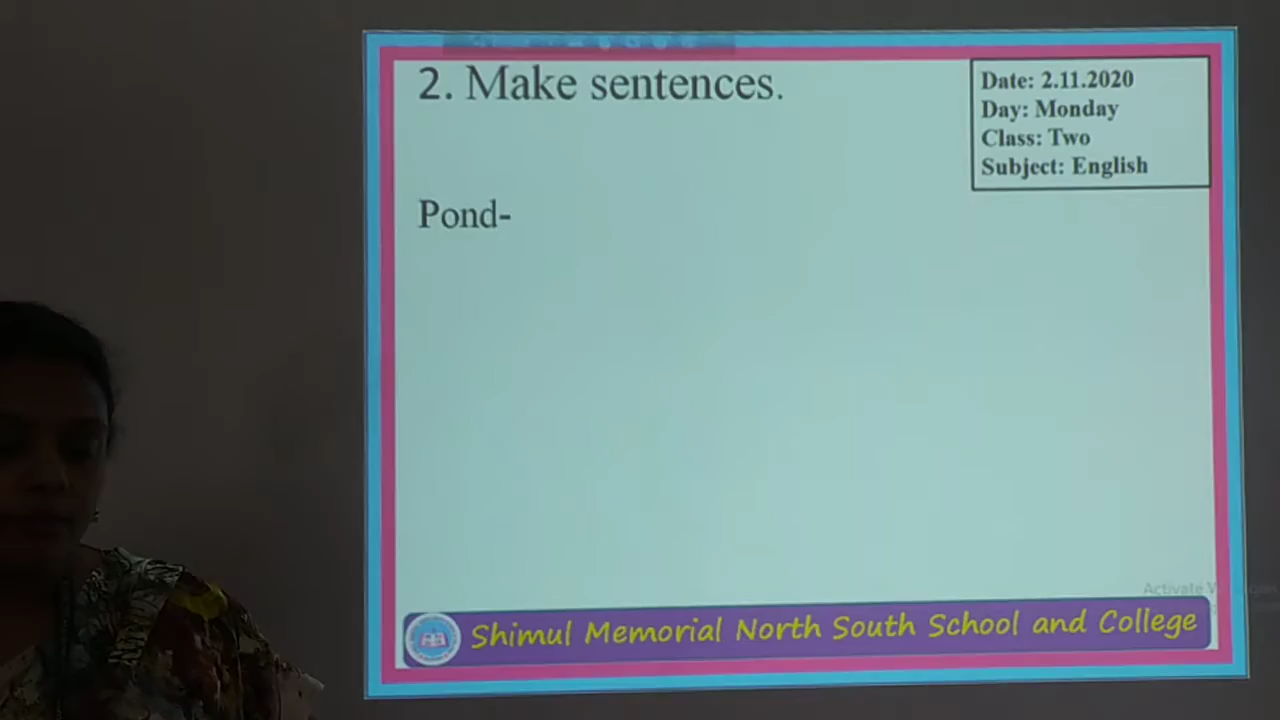 2. Make sentences.
Date: 2.11.2020
Day: Monday
Class: Two
Subject: English
Pond-
Activate
Shimul Memorial North South School and College